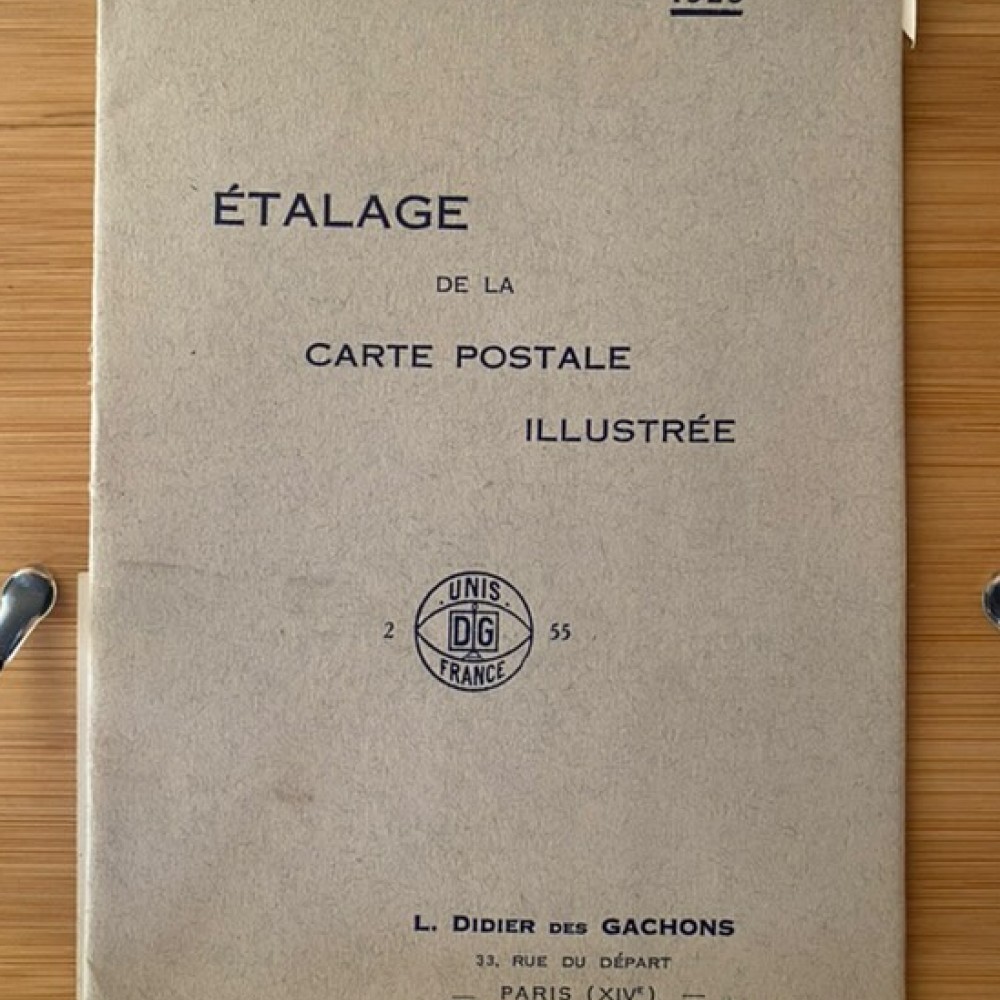 ÉTALAGE
DE LA
CARTE POSTALE
ILLUSTRÉE
UNIS
2 DG 55
FRANCE
L. DIDIER DES GACHONS
33, RUE DU DÉPART
— PARIS (XIVᴱ) —